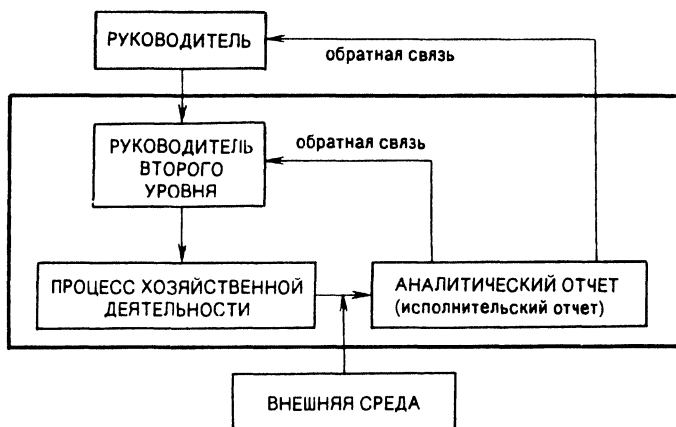 РУКОВОДИТЕЛЬ
обратная связь
РУКОВОДИТЕЛЬ
ВТОРОГО
УРОВНЯ
обратная связь
ПРОЦЕСС ХОЗЯЙСТВЕННОЙ
ДЕЯТЕЛЬНОСТИ
АНАЛИТИЧЕСКИЙ ОТЧЕТ
(исполнительский отчет)
ВНЕШНЯЯ СРЕДА